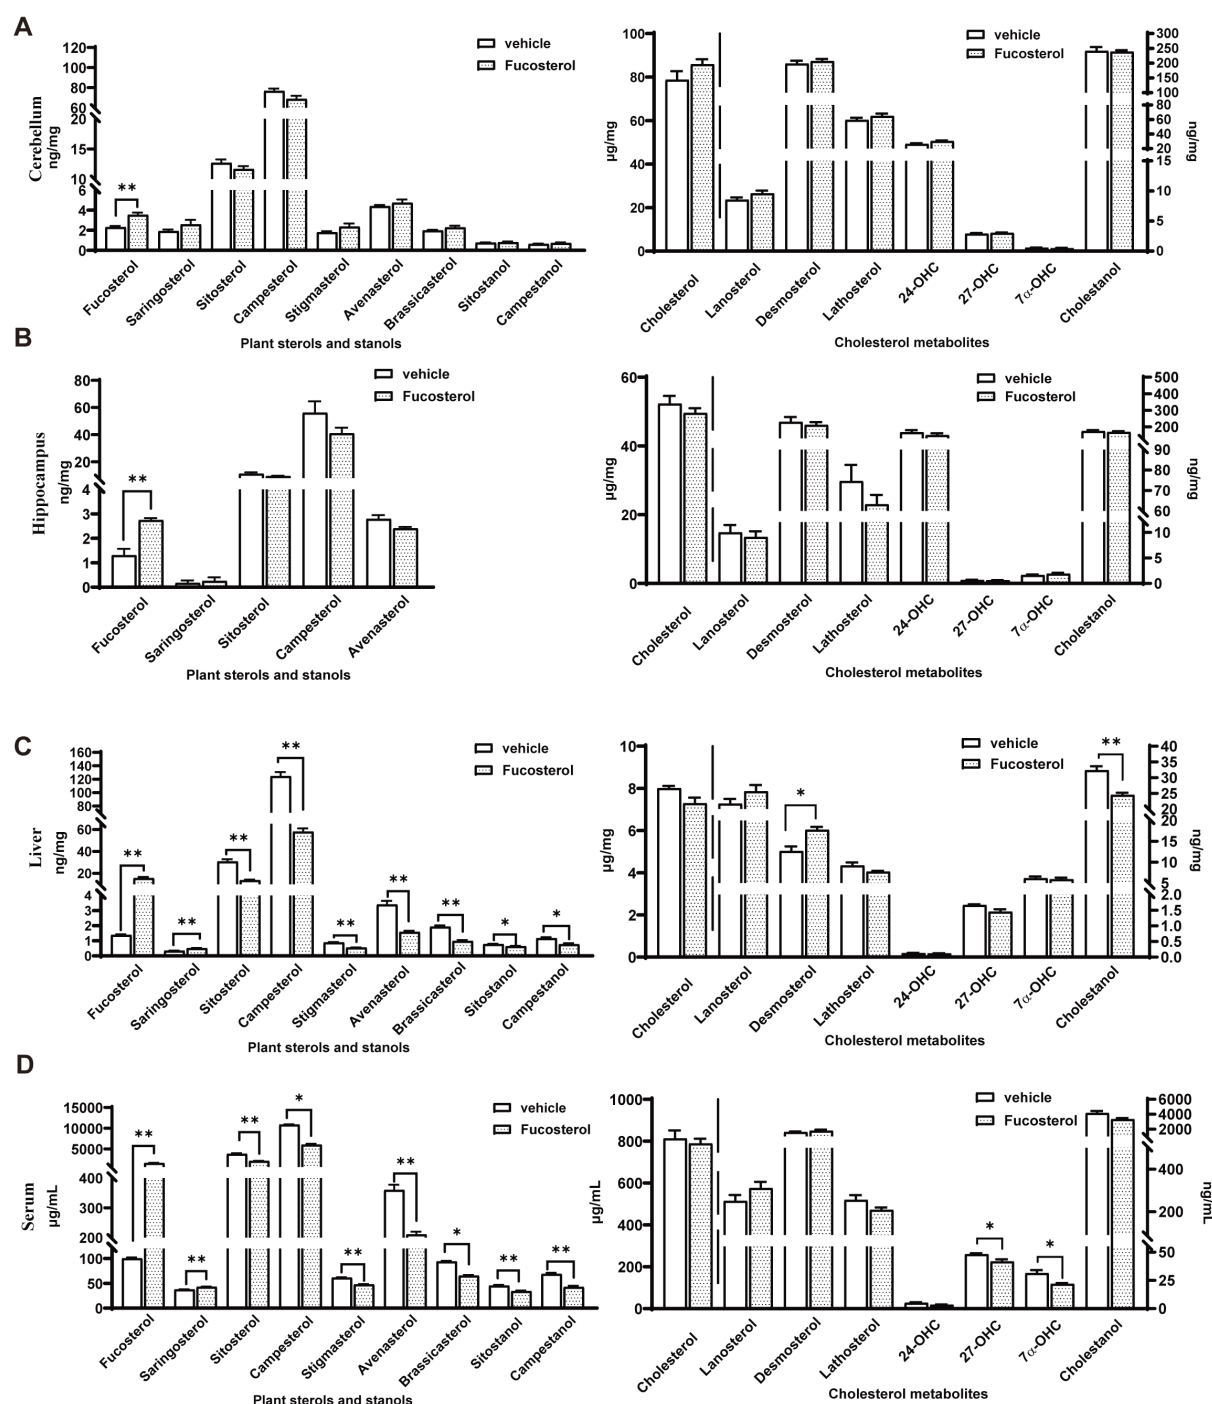 A
Cerebellum
ng/mg
120
100
80
60
20
15
10
6
4
2
0
vehicle
Fucosterol
**
Fucosterol
Saringosterol
Sitosterol
Campesterol
Stigmasterol
Avenasterol
Brassicasterol
Sitostanol
Campestanol
Plant sterols and stanols
µg/mg
100
80
60
40
20
0
vehicle
Fucosterol
300
250
200
150
100
80
60
40
20
15
10
5
0
ng/mg
Cholesterol
Lanosterol
Desmosterol
Lathosterol
24-OHC
27-OHC
7α-OHC
Cholestanol
Cholesterol metabolites
B
Hippocampus
ng/mg
80
60
40
20
4
3
2
1
0
vehicle
Fucosterol
**
Fucosterol
Saringosterol
Sitosterol
Campesterol
Avenasterol
Plant sterols and stanols
µg/mg
60
40
20
0
vehicle
Fucosterol
500
400
300
200
90
80
70
60
10
5
0
ng/mg
Cholesterol
Lanosterol
Desmosterol
Lathosterol
24-OHC
27-OHC
7α-OHC
Cholestanol
Cholesterol metabolites
C
Liver
ng/mg
160
140
120
100
80
60
40
20
4
3
2
1
0
vehicle
Fucosterol
**
**
**
**
**
**
**
*
*
Fucosterol
Saringosterol
Sitosterol
Campesterol
Stigmasterol
Avenasterol
Brassicasterol
Sitostanol
Campestanol
Plant sterols and stanols
µg/mg
10
8
6
4
2
0
vehicle
Fucosterol
*
**
40
35
30
25
20
20
15
10
5
2.0
1.5
1.0
0.5
0.0
ng/mg
Cholesterol
Lanosterol
Desmosterol
Lathosterol
24-OHC
27-OHC
7α-OHC
Cholestanol
Cholesterol metabolites
D
Serum
µg/mL
15000
10000
5000
400
300
200
100
50
0
vehicle
Fucosterol
**
**
**
*
**
**
*
**
**
Fucosterol
Saringosterol
Sitosterol
Campesterol
Stigmasterol
Avenasterol
Brassicasterol
Sitostanol
Campestanol
Plant sterols and stanols
µg/mL
1000
800
600
400
200
0
vehicle
Fucosterol
*
*
6000
4000
2000
400
200
50
25
0
ng/mL
Cholesterol
Lanosterol
Desmosterol
Lathosterol
24-OHC
27-OHC
7α-OHC
Cholestanol
Cholesterol metabolites